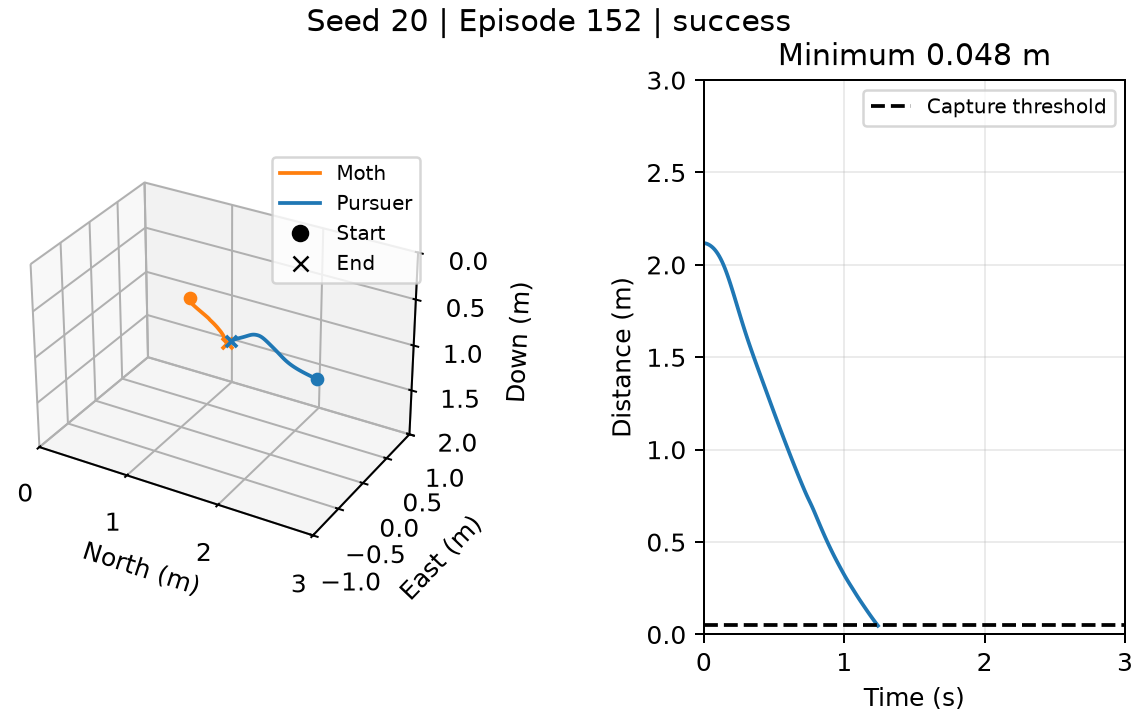 Seed 20 | Episode 152 | success
Moth
Pursuer
Start
End
0.0
0.5
1.0
1.5
2.0
Down (m)
1.0
0.5
0.0
−0.5
−1.0
East (m)
0
1
2
3
North (m)
Minimum 0.048 m
Capture threshold
3.0
2.5
2.0
1.5
1.0
0.5
0.0
Distance (m)
0
1
2
3
Time (s)